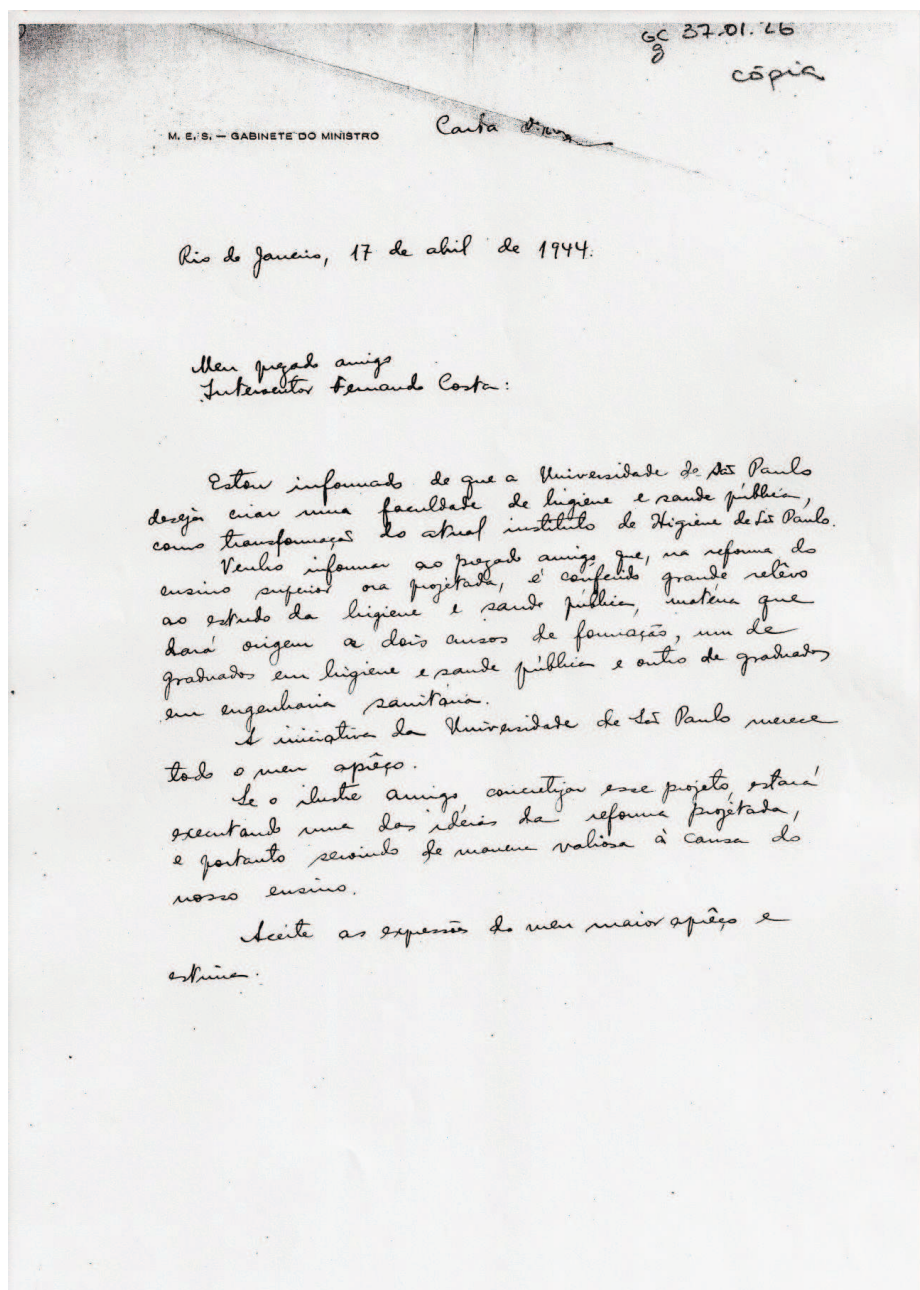 GC 37.01.26
g
cópia
M. E. S. — GABINETE DO MINISTRO
Carta
Rio de Janeiro, 17 de abril de 1944.
Meu prezado amigo
Interventor Fernando Costa:
Estou informado de que a Universidade de São Paulo
deseja criar uma faculdade de higiene e saude pública,
como transformação do atual instituto de Higiene de São Paulo.
Venho informar ao prezado amigo que, na reforma do
ensino superior ora projetada, é conferido grande relêvo
ao estudo da higiene e saude pública, matéria que
dará origem a dois cursos de formação, um de
graduados em higiene e saude pública e outro de graduados
em engenharia sanitária.
A iniciativa da Universidade de São Paulo merece
todo o meu aprêço.
Se o ilustre amigo concretizar esse projeto, estará
executando uma das idéias da reforma projetada,
e portanto servindo de maneira valiosa à causa do
nosso ensino.
Aceite as expressões do meu maior aprêço e
estima.